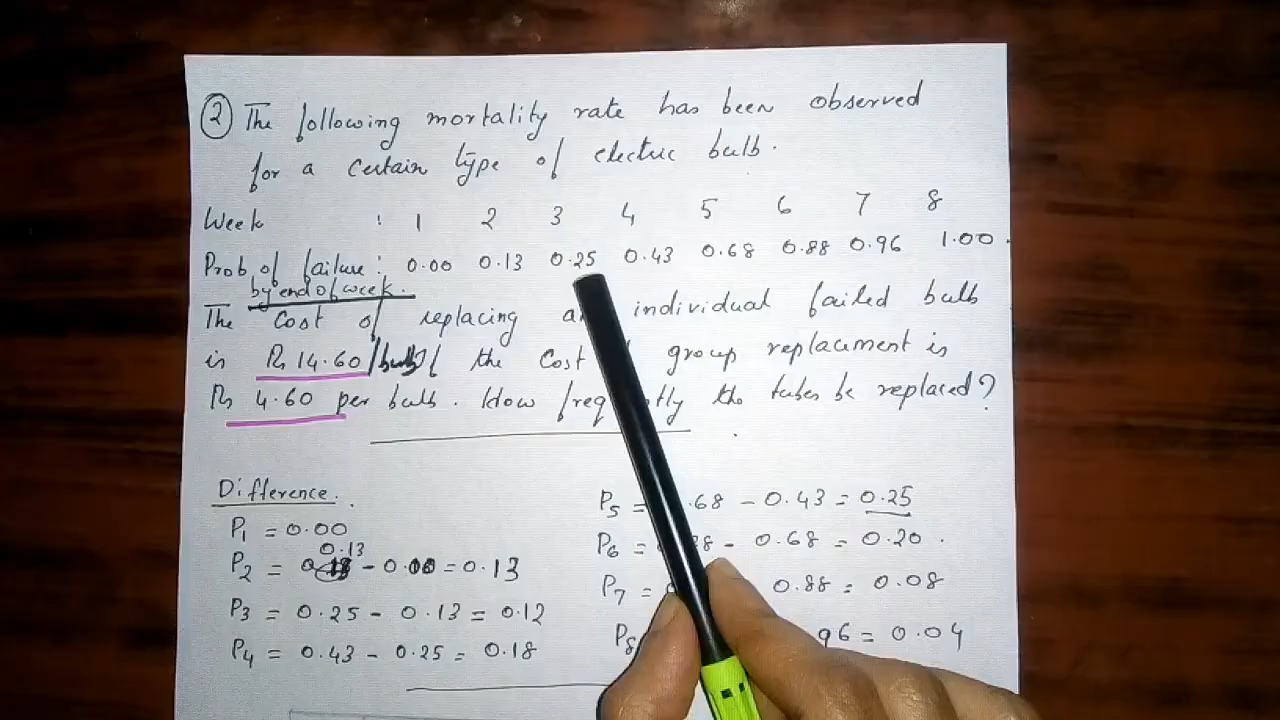 2 The following mortality rate has been observed
for a certain type of electric bulb.
Week : 1 2 3 4 5 6 7 8
Prob. of failure : 0.00 0.13 0.25 0.43 0.68 0.88 0.96 1.00.
by end of week.
The cost of replacing individual failed bulb
is Rs 14.60 / the cost group replacement is
Rs 4.60 per bulb. How the tubes be replaced?
Difference.
P1 = 0.00
0.13
P2 = - 0.00 = 0.13
P3 = 0.25 - 0.13 = 0.12
P4 = 0.43 - 0.25 = 0.18
P5 = .68 - 0.43 = 0.25
P6 = - 0.68 = 0.20.
P7 = 0.88 = 0.08
P8 96 = 0.04